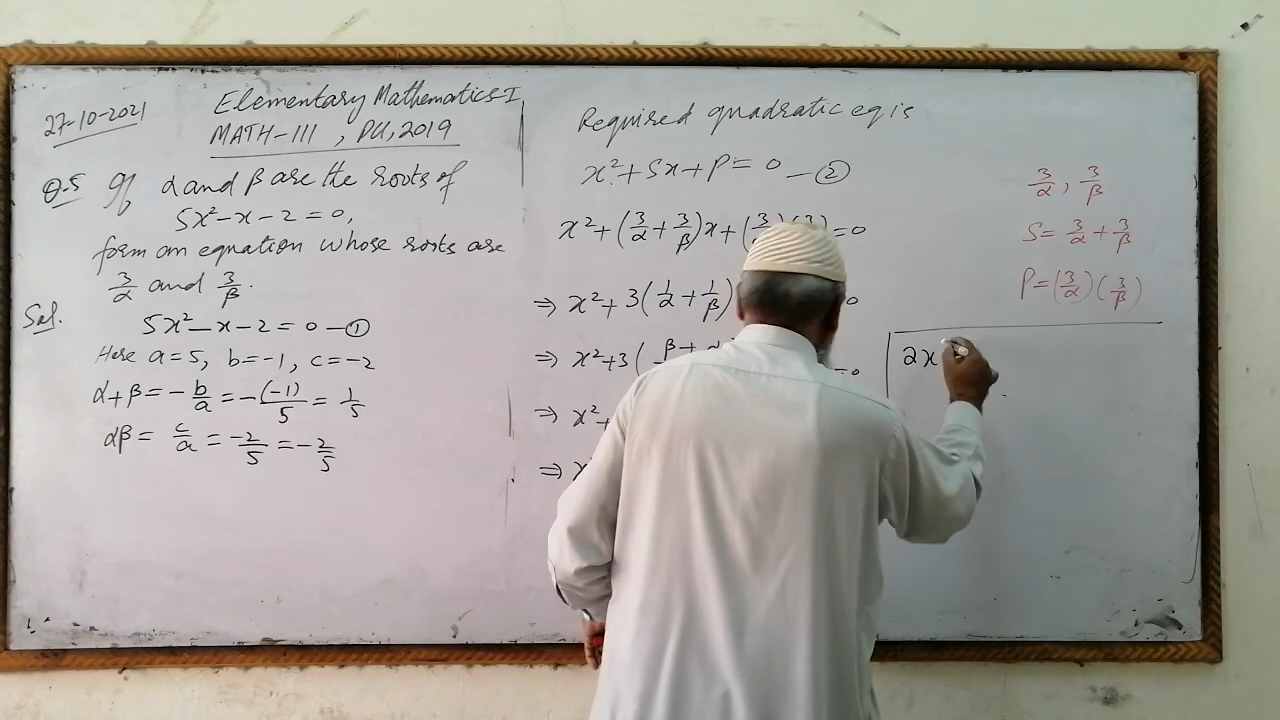 27-10-2021
Elementary Mathematics-I
MATH-III, PU, 2019
Q.5 If α and β are the roots of
5x²-x-2=0,
form an equation whose roots are
3/α and 3/β.
Sol.
5x²-x-2=0 -①
Here a=5, b=-1, c=-2
α+β=-b/a=-(-1)/5=1/5
αβ=c/a=-2/5=-2/5
Required quadratic eq is
x²+Sx+P=0 -②
x²+(3/α+3/β)x+(3/ )(3/ )=0
⇒ x²+3(1/α+1/β) 0
⇒ x²+3(β+ =0
⇒ x²+
⇒ x
3/α, 3/β
S=3/α+3/β
P=(3/α)(3/β)
2x